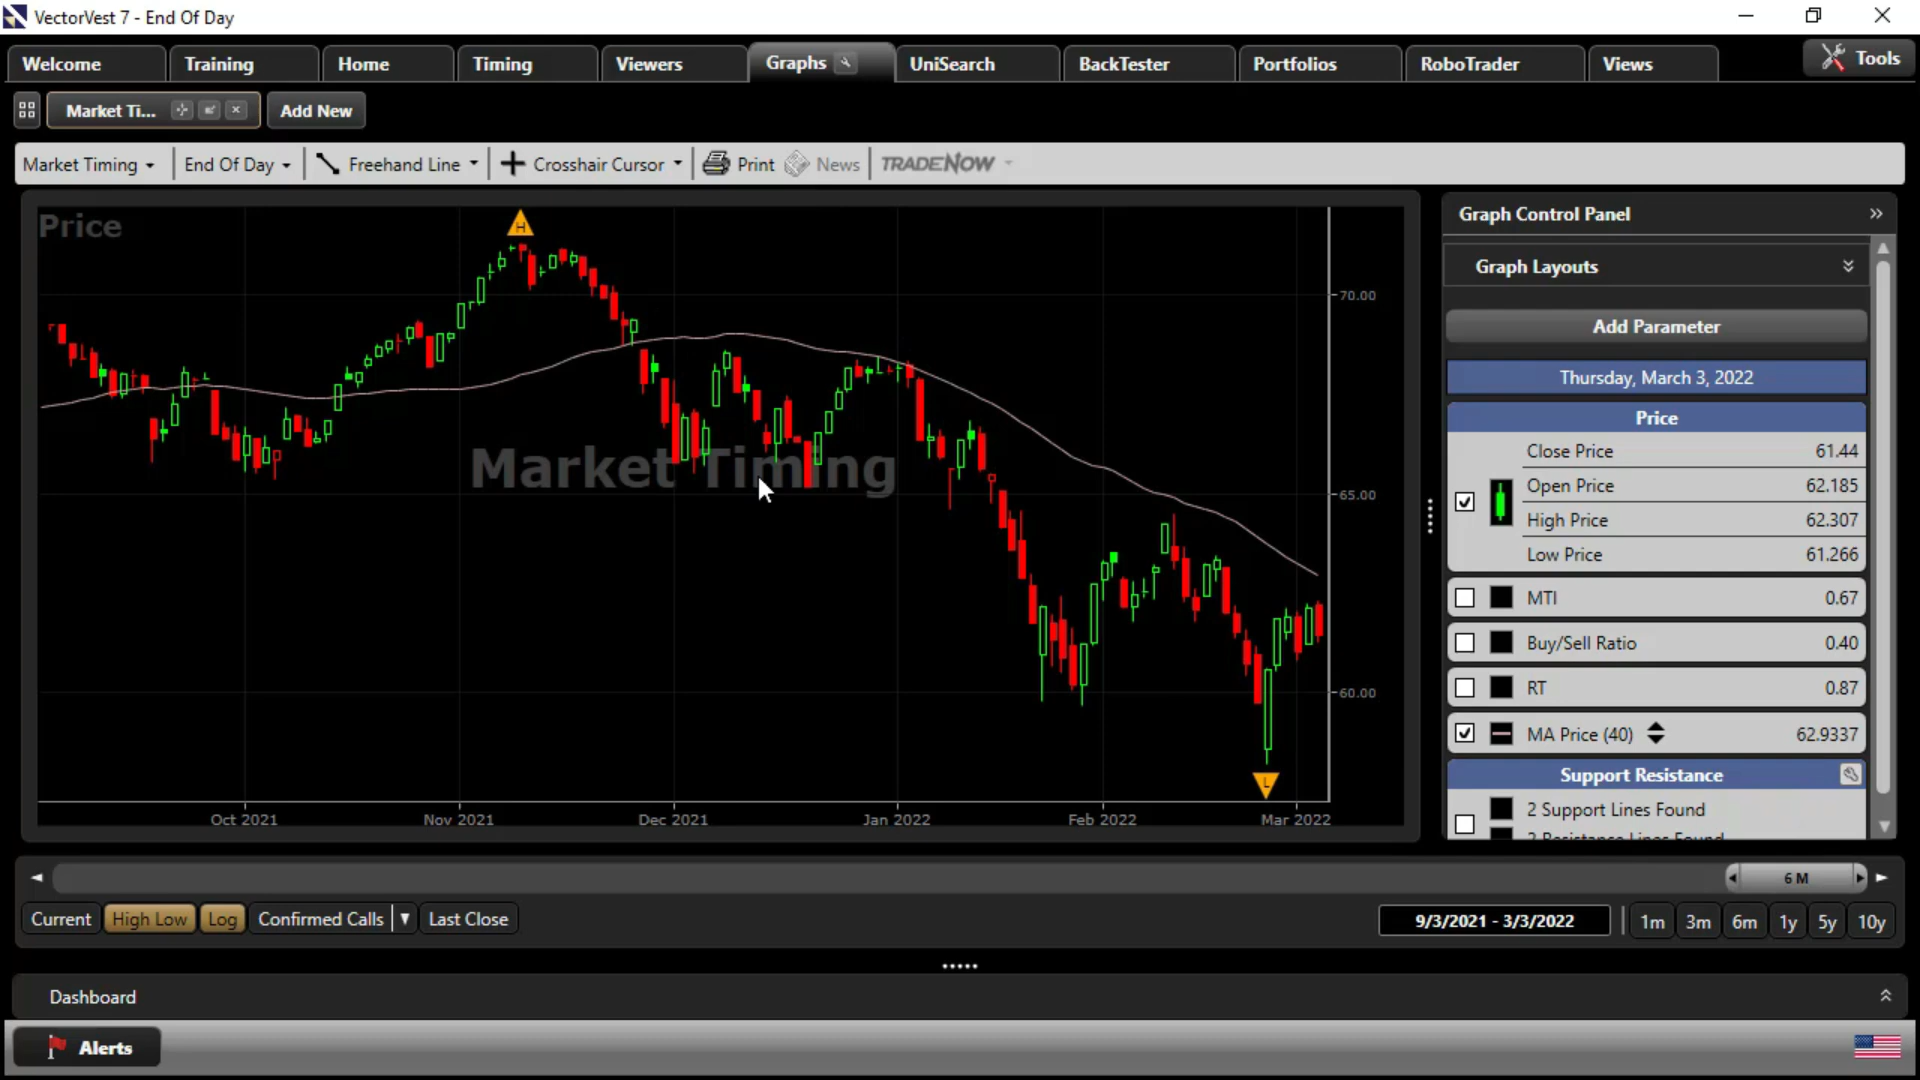 VectorVest 7 - End Of Day
Welcome Training Home Timing Viewers Graphs UniSearch BackTester Portfolios RoboTrader Views Tools
Market Ti... Add New
Market Timing End Of Day Freehand Line Crosshair Cursor Print News TRADENOW
Price
H
Market Timing
L
70.00
65.00
60.00
Oct 2021 Nov 2021 Dec 2021 Jan 2022 Feb 2022 Mar 2022
Graph Control Panel
Graph Layouts
Add Parameter
Thursday, March 3, 2022
Price
Close Price 61.44
Open Price 62.185
High Price 62.307
Low Price 61.266
MTI 0.67
Buy/Sell Ratio 0.40
RT 0.87
MA Price (40) 62.9337
Support Resistance
2 Support Lines Found
Resistance Lines Found
6 M
Current High Low Log Confirmed Calls Last Close 9/3/2021 - 3/3/2022 1m 3m 6m 1y 5y 10y
Dashboard
Alerts